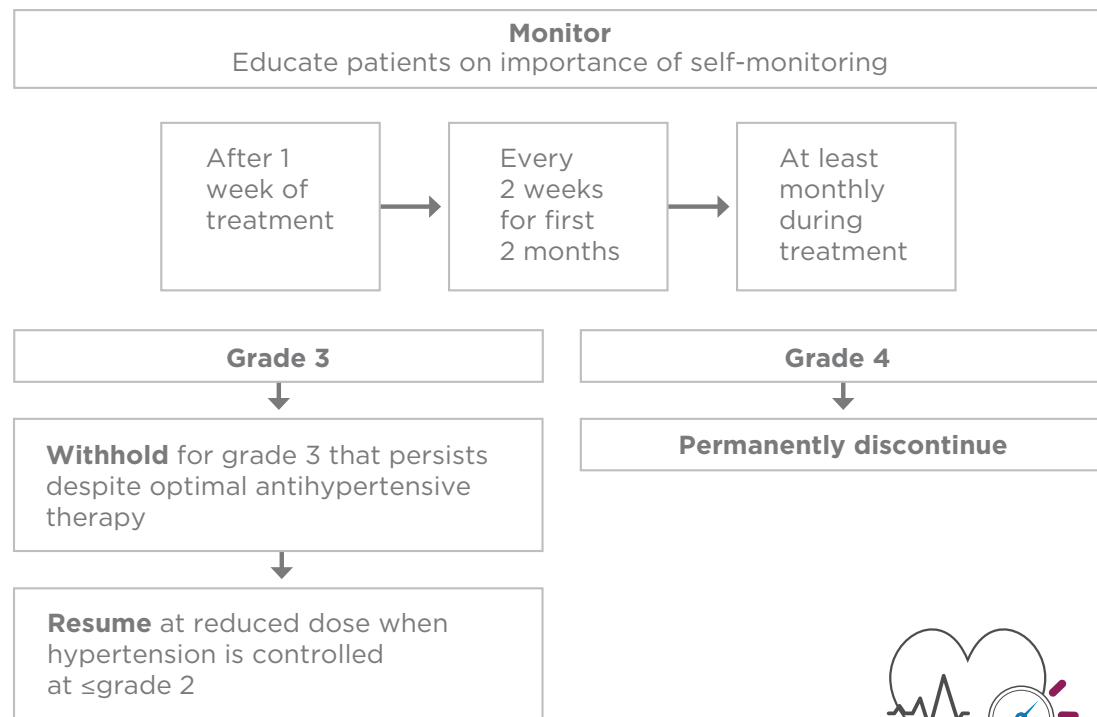 Monitor
Educate patients on importance of self-monitoring
After 1
week of
treatment
Every
2 weeks
for first
2 months
At least
monthly
during
treatment
Grade 3
Withhold for grade 3 that persists
despite optimal antihypertensive
therapy
Resume at reduced dose when
hypertension is controlled
at ≤grade 2
Grade 4
Permanently discontinue